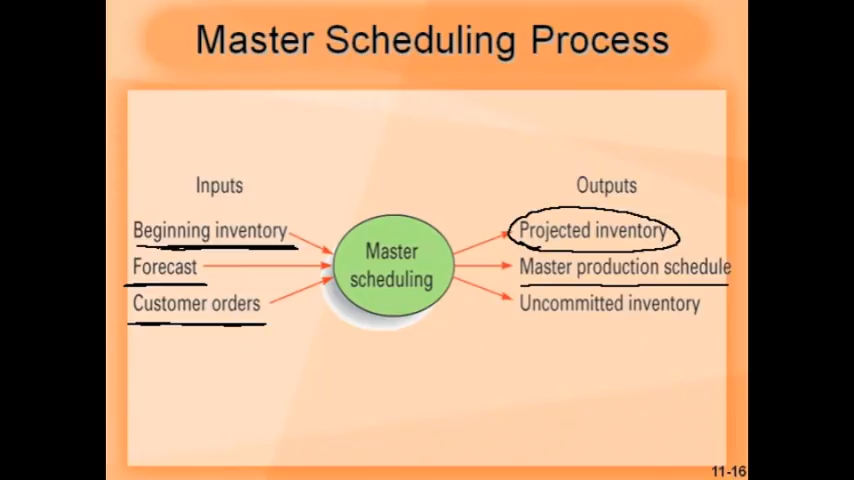 Master Scheduling Process
Inputs
Outputs
Beginning inventory
Forecast
Customer orders
Master
scheduling
Projected inventory
Master production schedule
Uncommitted inventory
11-16